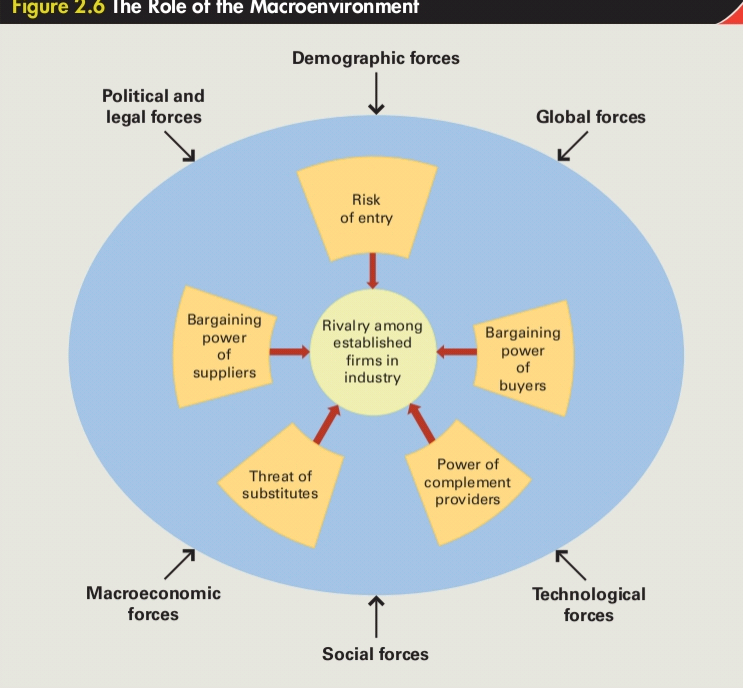 Figure 2.6 The Role of the Macroenvironment
Demographic forces
Political and
legal forces
Global forces
Risk
of entry
Bargaining
power
of
suppliers
Rivalry among
established
firms in
industry
Bargaining
power
of
buyers
Threat of
substitutes
Power of
complement
providers
Macroeconomic
forces
Technological
forces
Social forces